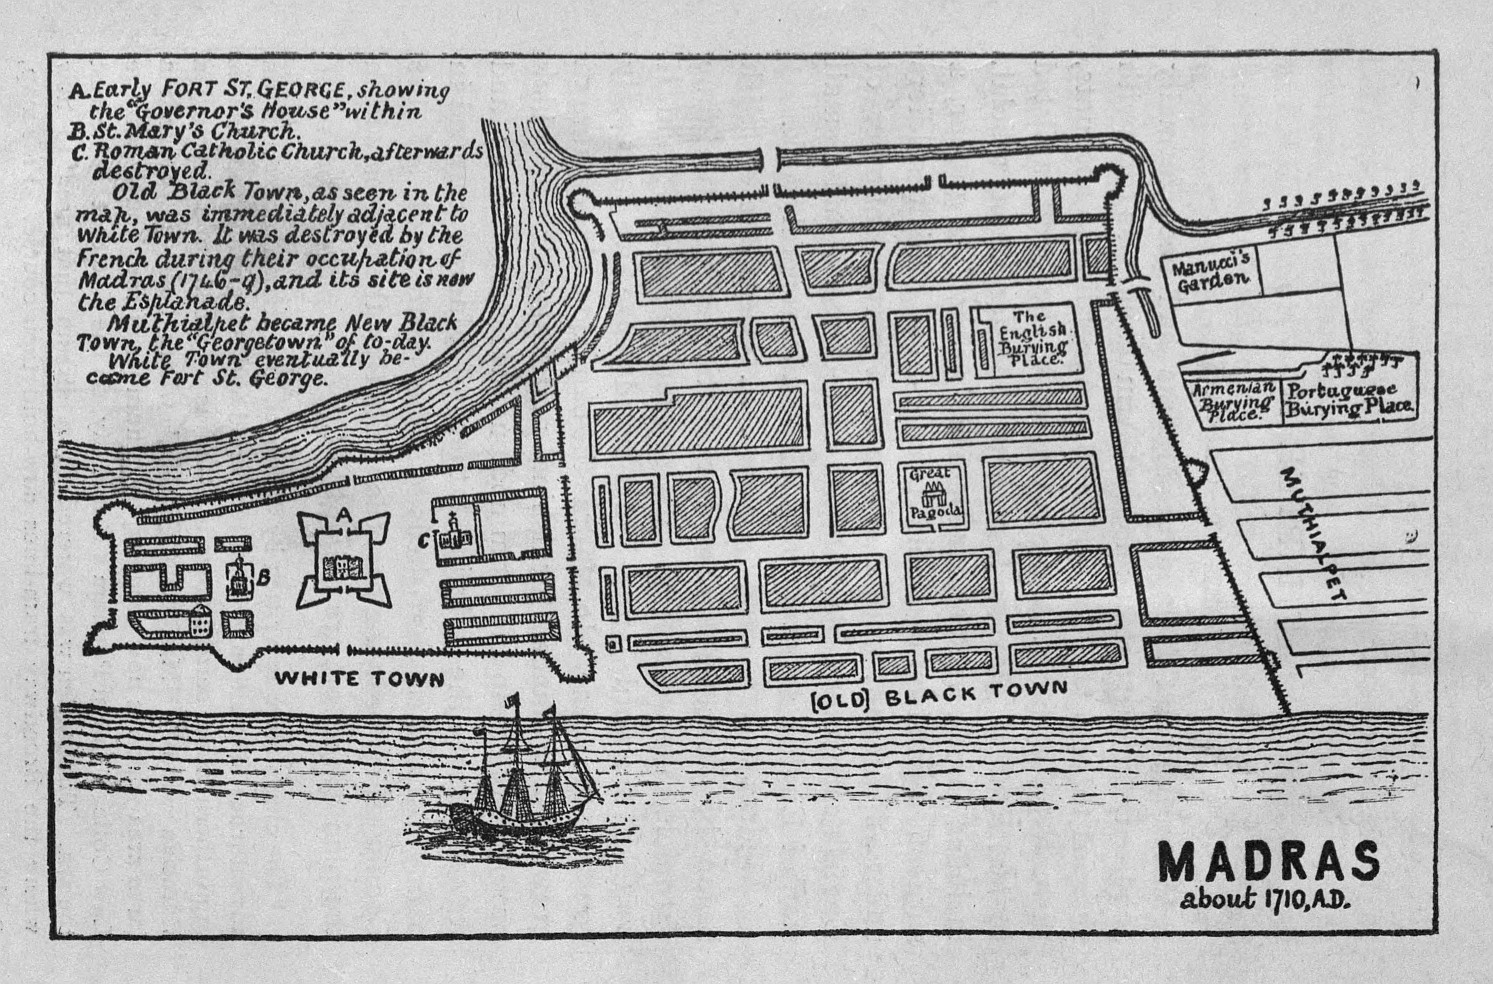 A. Early FORT ST. GEORGE, showing
the "Governor's House" within
B. St. Mary's Church.
C. Roman Catholic Church, afterwards
destroyed.
Old Black Town, as seen in the
map, was immediately adjacent to
White Town. It was destroyed by the
French during their occupation of
Madras (1746-9), and its site is now
the Esplanade.
Muthialpet became New Black
Town, the "Georgetown" of to-day.
White Town eventually be-
came Fort St. George.
Manucci's
Garden
The
English
Burying
Place.
Armenian
Burying
Place.
Portuguese
Burying Place.
Great
Pagoda
MUTHIALPET
A
B
C
WHITE TOWN
[OLD] BLACK TOWN
MADRAS
about 1710, A.D.